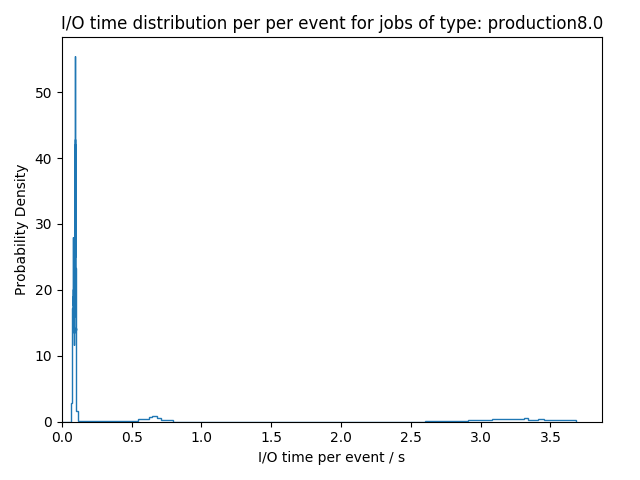 I/O time distribution per per event for jobs of type: production8.0
Probability Density
50
40
30
20
10
0
0.0 0.5 1.0 1.5 2.0 2.5 3.0 3.5
I/O time per event / s